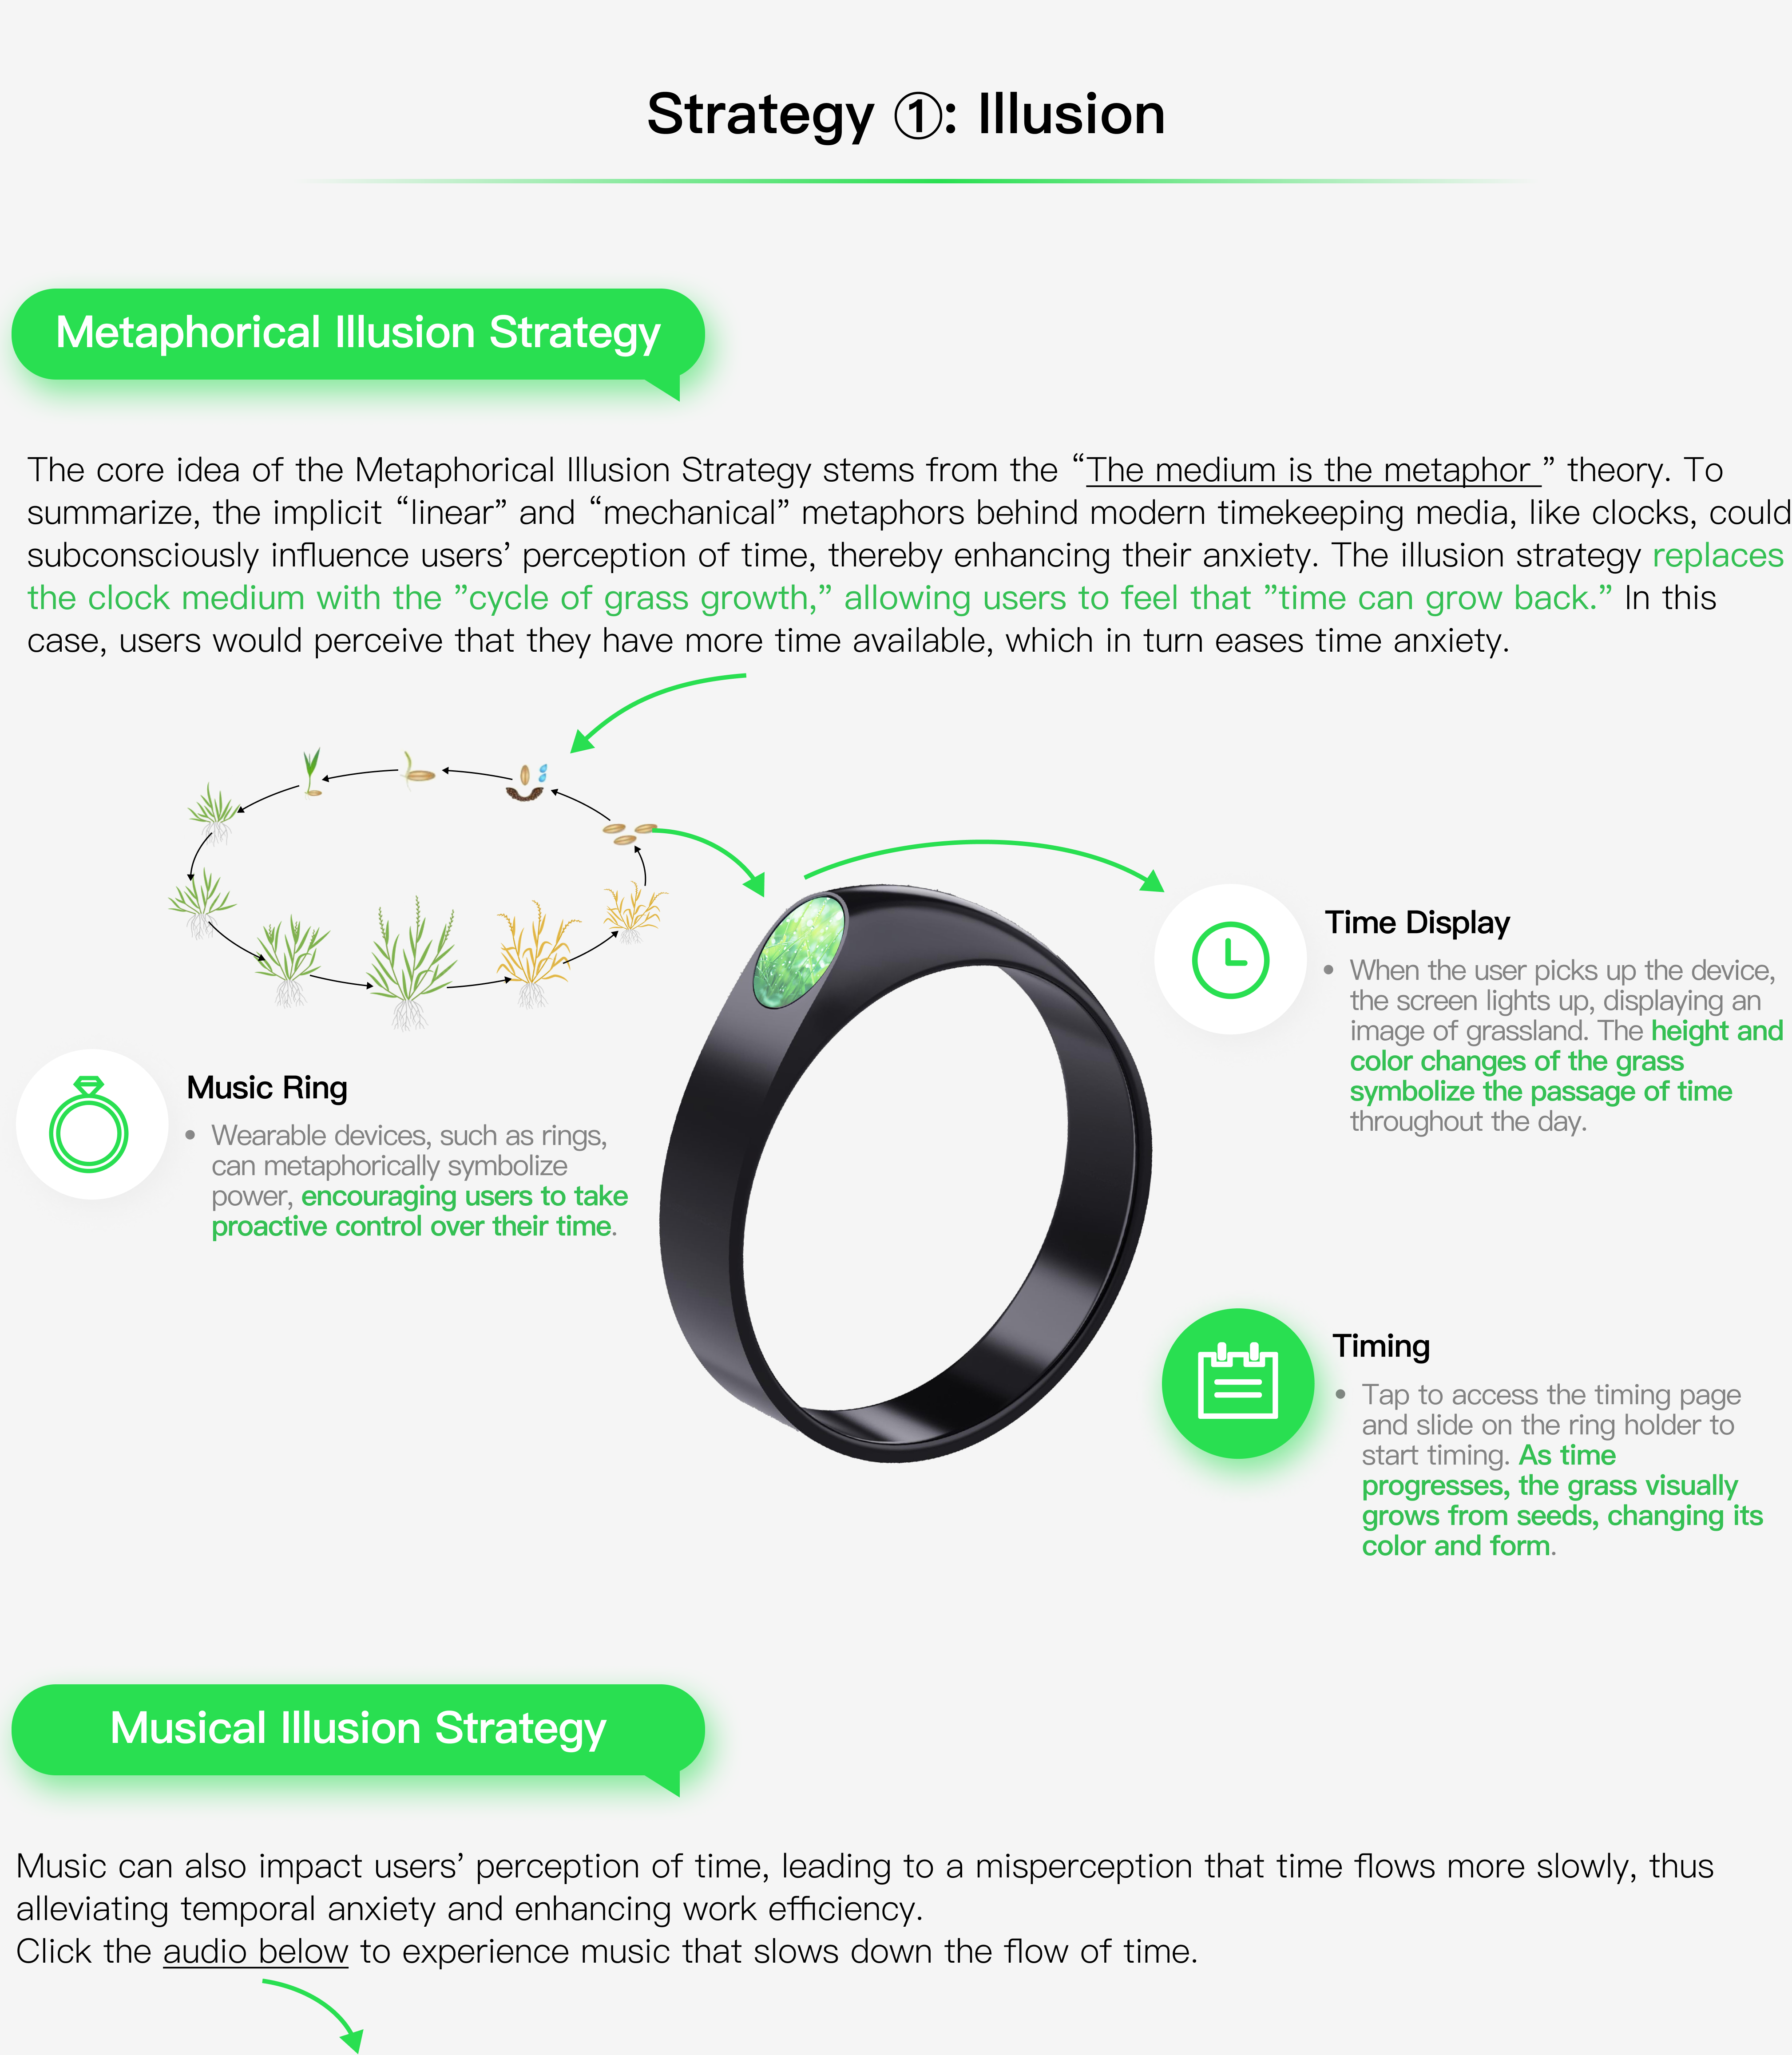 Strategy ①: Illusion
Metaphorical Illusion Strategy
The core idea of the Metaphorical Illusion Strategy stems from the “The medium is the metaphor ” theory. To
summarize, the implicit “linear” and “mechanical” metaphors behind modern timekeeping media, like clocks, could
subconsciously influence users’ perception of time, thereby enhancing their anxiety. The illusion strategy replaces
the clock medium with the ”cycle of grass growth,” allowing users to feel that ”time can grow back.” In this
case, users would perceive that they have more time available, which in turn eases time anxiety.
Time Display
• When the user picks up the device,
the screen lights up, displaying an
image of grassland. The height and
color changes of the grass
symbolize the passage of time
throughout the day.
Music Ring
• Wearable devices, such as rings,
can metaphorically symbolize
power, encouraging users to take
proactive control over their time.
Timing
• Tap to access the timing page
and slide on the ring holder to
start timing. As time
progresses, the grass visually
grows from seeds, changing its
color and form.
Musical Illusion Strategy
Music can also impact users’ perception of time, leading to a misperception that time flows more slowly, thus
alleviating temporal anxiety and enhancing work efficiency.
Click the audio below to experience music that slows down the flow of time.